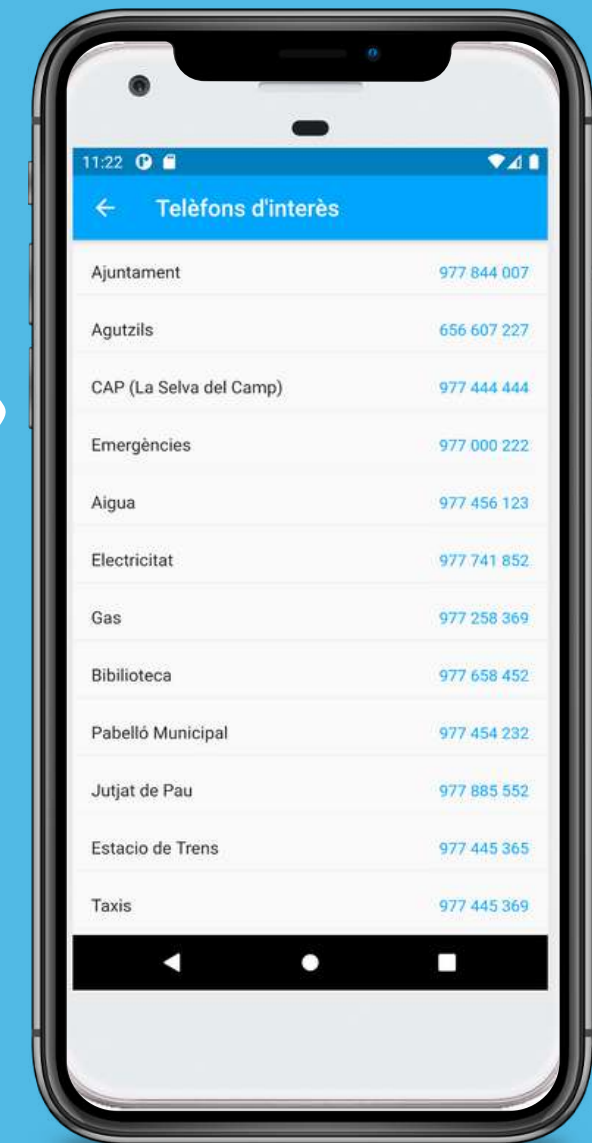 11:22
Telèfons d'interès
Ajuntament 977 844 007
Agutzils 656 607 227
CAP (La Selva del Camp) 977 444 444
Emergències 977 000 222
Aigua 977 456 123
Electricitat 977 741 852
Gas 977 258 369
Bibilioteca 977 658 452
Pabelló Municipal 977 454 232
Jutjat de Pau 977 885 552
Estacio de Trens 977 445 365
Taxis 977 445 369